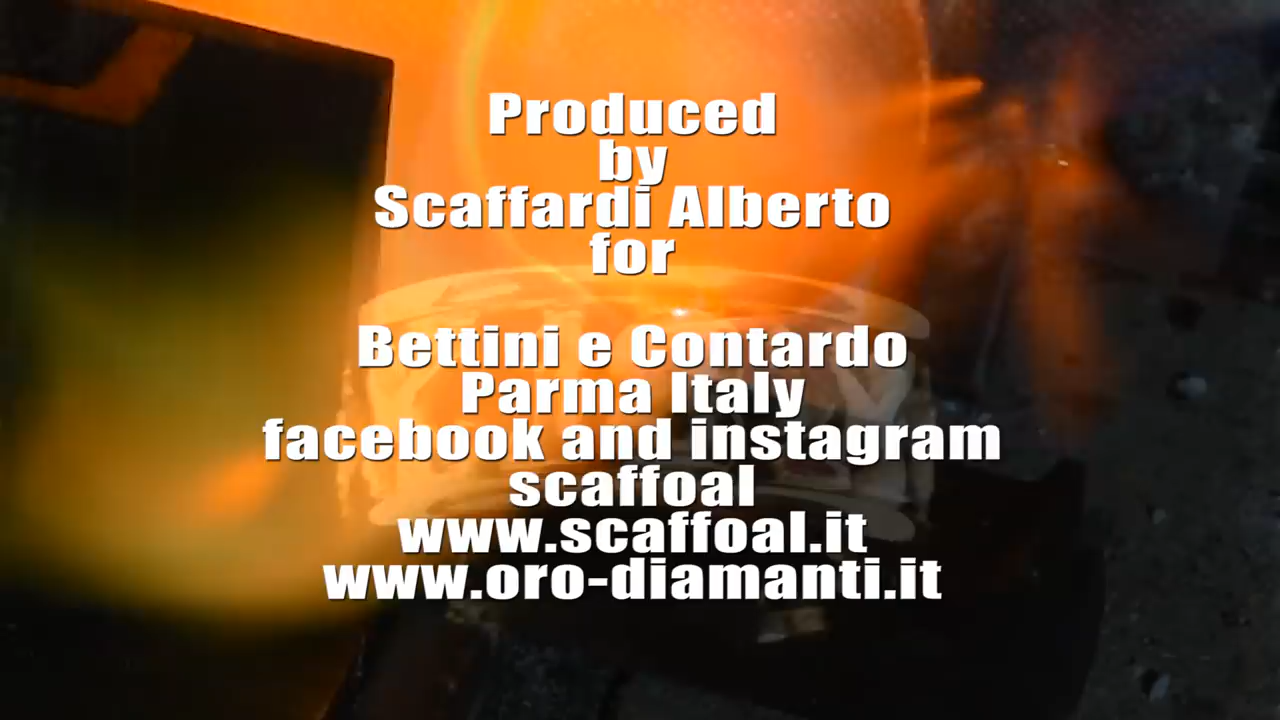 Produced
by
Scaffardi Alberto
for
Bettini e Contardo
Parma Italy
facebook and instagram
scaffoal
www.scaffoal.it
www.oro-diamanti.it